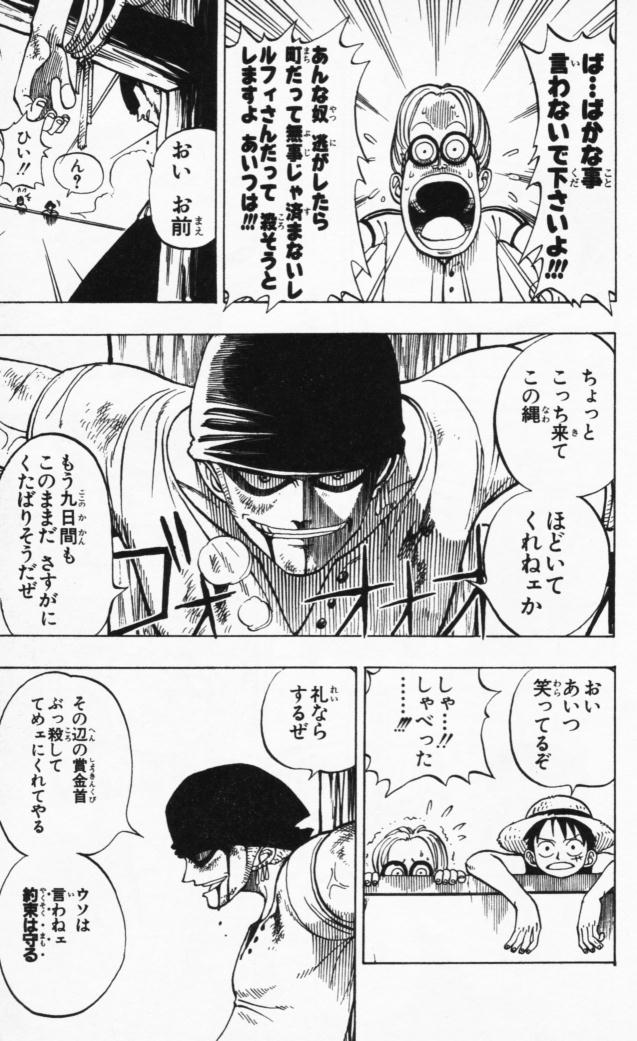 ば…ばかな事
言わないで下さいよ!!!
あんな奴 逃がしたら
町だって無事じゃ済まないし
ルフィさんだって 殺そうと
しますよ あいつは!!!
おい お前
ん?
ひい!!
ちょっと
こっち来て
この縄
ほどいて
くれねェか
もう九日間も
このままだ さすがに
くたばりそうだぜ
ゴオオオ
おい
あいつ
笑ってるぞ
しゃ…!!
しゃべった
………!!!
礼なら
するぜ
その辺の賞金首
ぶっ殺して
てめェにくれてやる
ウソは
言わねェ
約束は守る